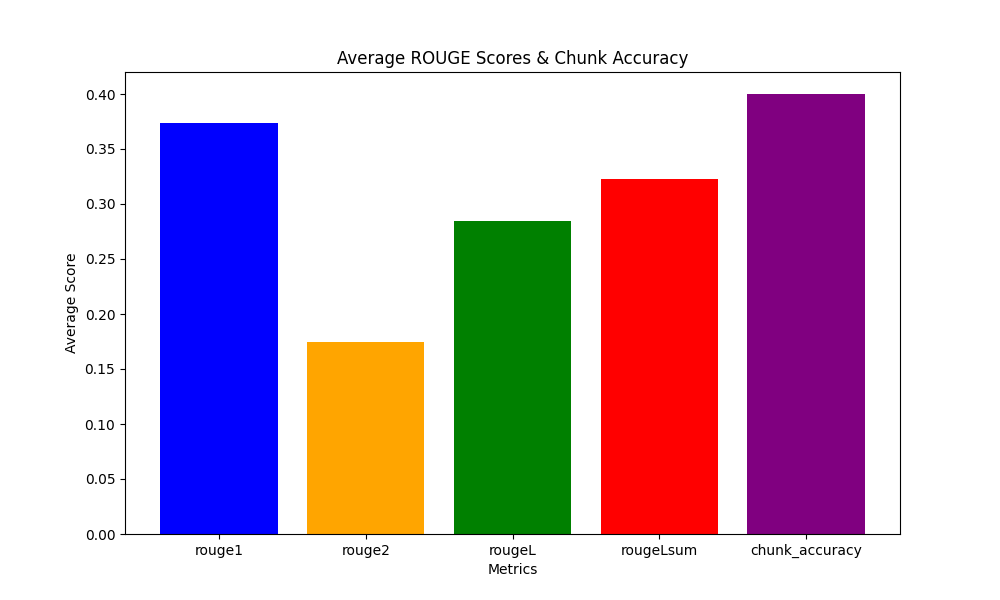 Average ROUGE Scores & Chunk Accuracy
Average Score
0.40
0.35
0.30
0.25
0.20
0.15
0.10
0.05
0.00
rouge1 rouge2 rougeL rougeLsum chunk_accuracy
Metrics